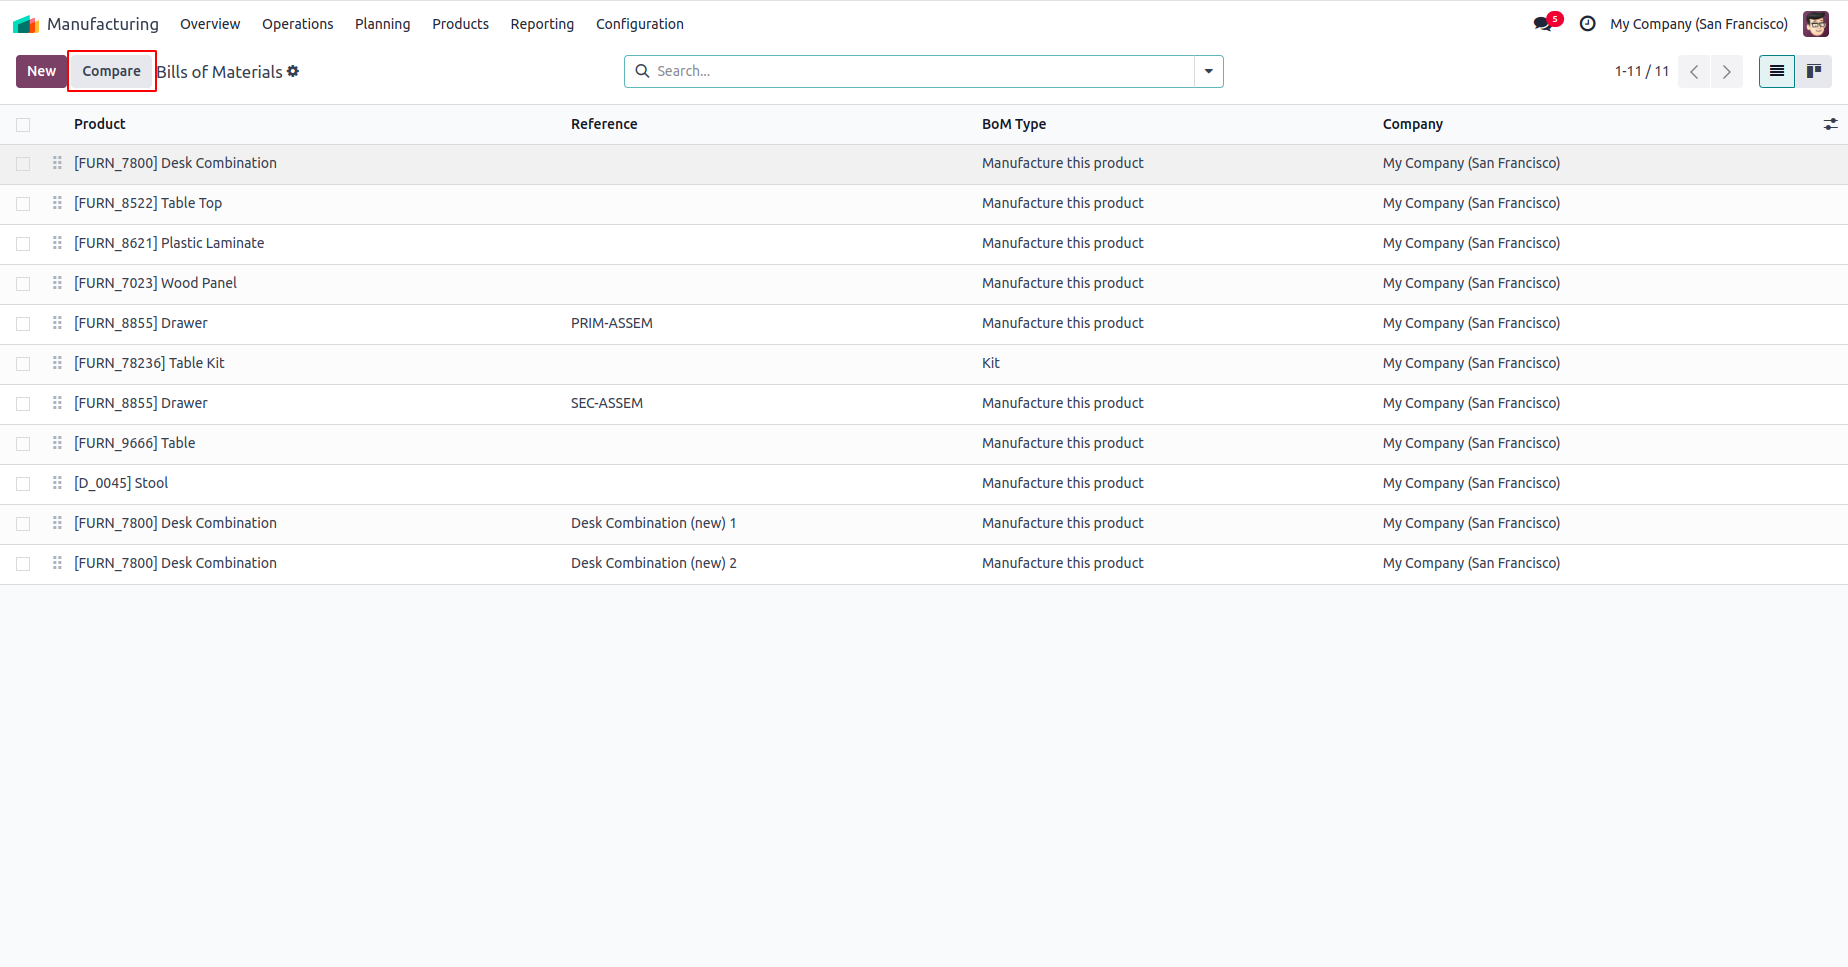 Manufacturing Overview Operations Planning Products Reporting Configuration 5 My Company (San Francisco)
New Compare Bills of Materials Search... 1-11 / 11
Product Reference BoM Type Company
[FURN_7800] Desk Combination Manufacture this product My Company (San Francisco)
[FURN_8522] Table Top Manufacture this product My Company (San Francisco)
[FURN_8621] Plastic Laminate Manufacture this product My Company (San Francisco)
[FURN_7023] Wood Panel Manufacture this product My Company (San Francisco)
[FURN_8855] Drawer PRIM-ASSEM Manufacture this product My Company (San Francisco)
[FURN_78236] Table Kit Kit My Company (San Francisco)
[FURN_8855] Drawer SEC-ASSEM Manufacture this product My Company (San Francisco)
[FURN_9666] Table Manufacture this product My Company (San Francisco)
[D_0045] Stool Manufacture this product My Company (San Francisco)
[FURN_7800] Desk Combination Desk Combination (new) 1 Manufacture this product My Company (San Francisco)
[FURN_7800] Desk Combination Desk Combination (new) 2 Manufacture this product My Company (San Francisco)